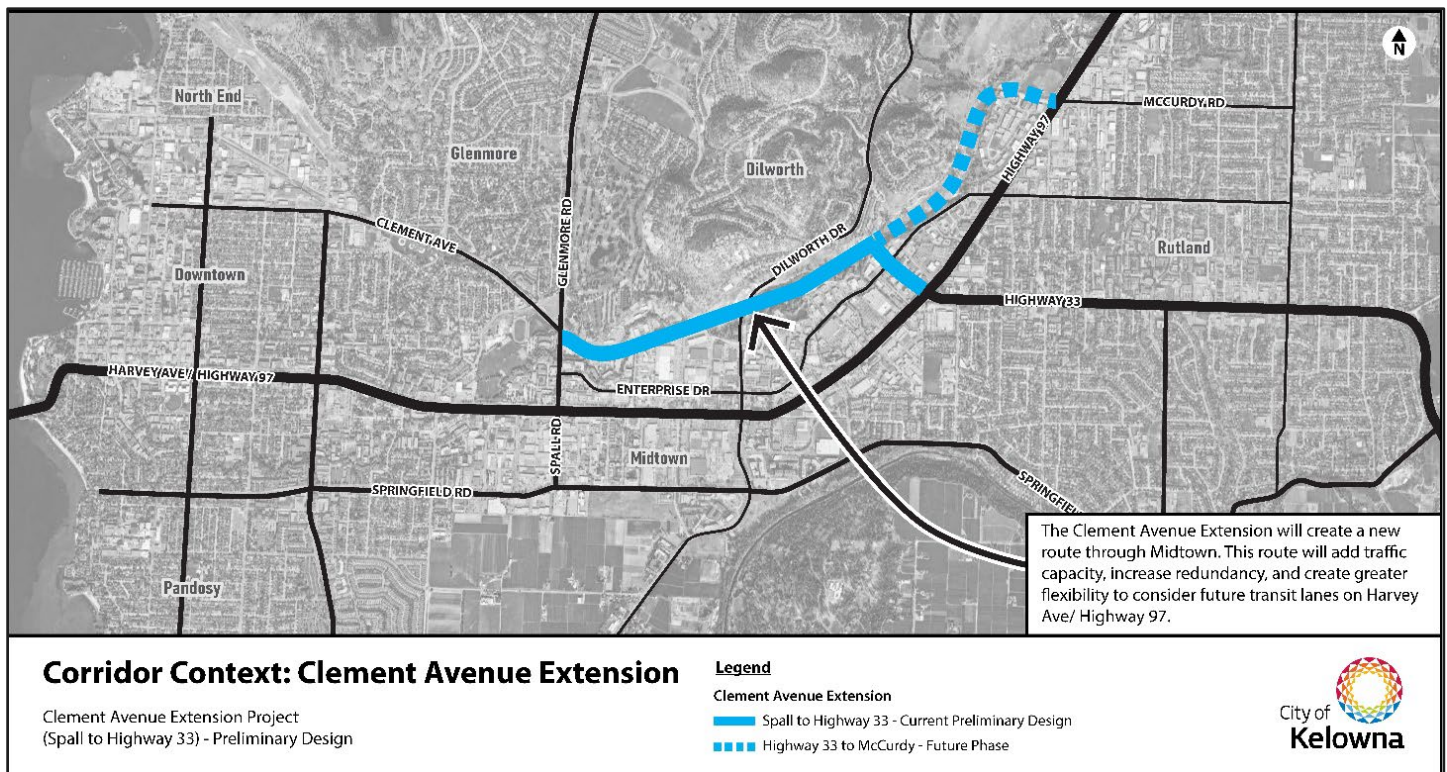 N
North End
MCCURDY RD
Glenmore
HIGHWAY 97
Dilworth
GLENMORE RD
CLEMENT AVE
DILWORTH DR
Rutland
Downtown
HIGHWAY 33
HARVEY AVE / HIGHWAY 97
ENTERPRISE DR
SPALL RD
Midtown
SPRINGFIELD RD
SPRINGFIE
Pandosy
The Clement Avenue Extension will create a new
route through Midtown. This route will add traffic
capacity, increase redundancy, and create greater
flexibility to consider future transit lanes on Harvey
Ave/ Highway 97.
Corridor Context: Clement Avenue Extension
Clement Avenue Extension Project
(Spall to Highway 33) - Preliminary Design
Legend
Clement Avenue Extension
Spall to Highway 33 - Current Preliminary Design
Highway 33 to McCurdy - Future Phase
City of
Kelowna